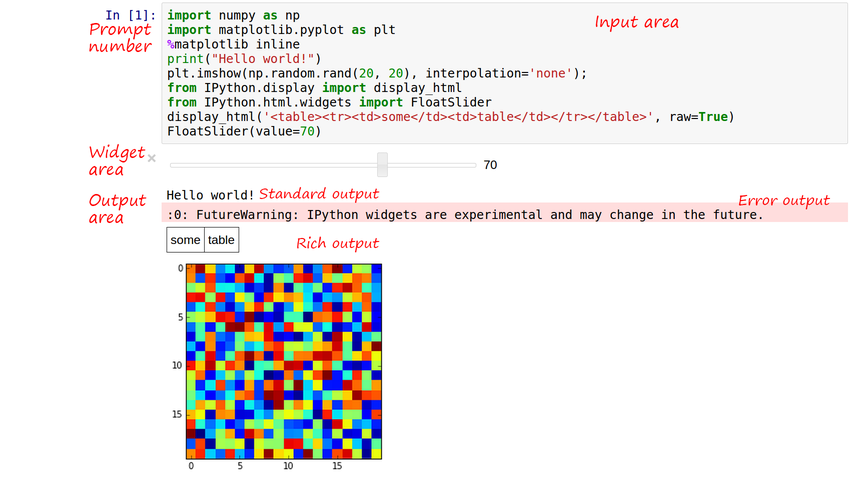 In [1]:
Prompt
number
Input area
import numpy as np
import matplotlib.pyplot as plt
%matplotlib inline
print("Hello world!")
plt.imshow(np.random.rand(20, 20), interpolation='none');
from IPython.display import display_html
from IPython.html.widgets import FloatSlider
display_html('<table><tr><td>some</td><td>table</td></tr></table>', raw=True)
FloatSlider(value=70)
Widget
area
×
70
Output
area
Hello world!
Standard output
Error output
:0: FutureWarning: IPython widgets are experimental and may change in the future.
some table
Rich output
0
5
10
15
0 5 10 15